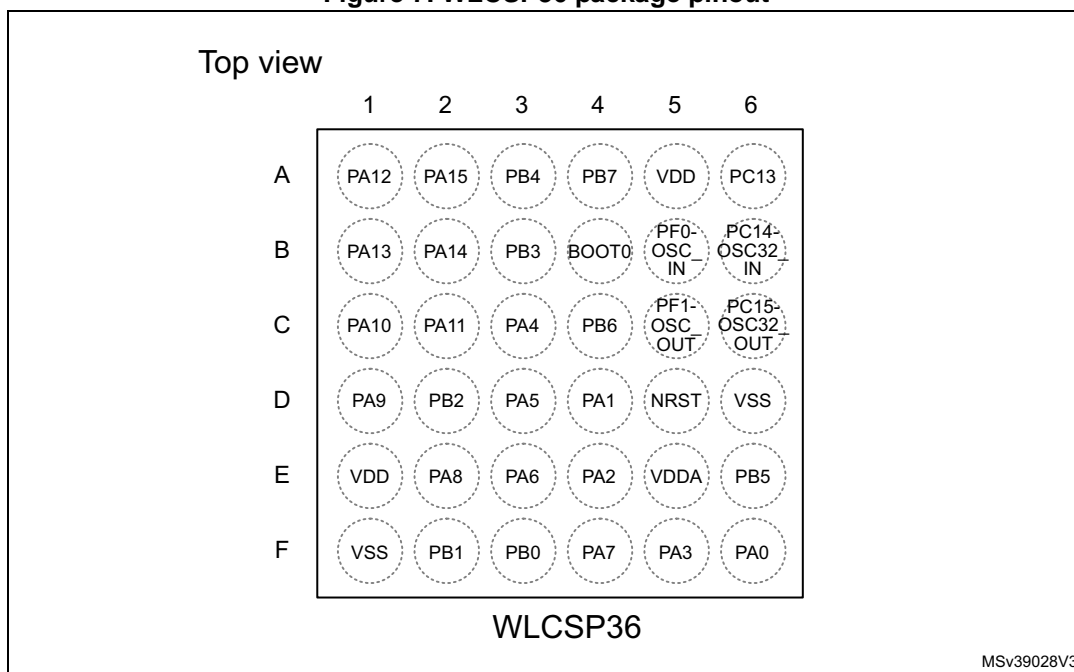 Top view
1 2 3 4 5 6
A PA12 PA15 PB4 PB7 VDD PC13
B PA13 PA14 PB3 BOOT0 PF0-OSC_IN PC14-OSC32_IN
C PA10 PA11 PA4 PB6 PF1-OSC_OUT PC15-OSC32_OUT
D PA9 PB2 PA5 PA1 NRST VSS
E VDD PA8 PA6 PA2 VDDA PB5
F VSS PB1 PB0 PA7 PA3 PA0
WLCSP36
MSv39028V3